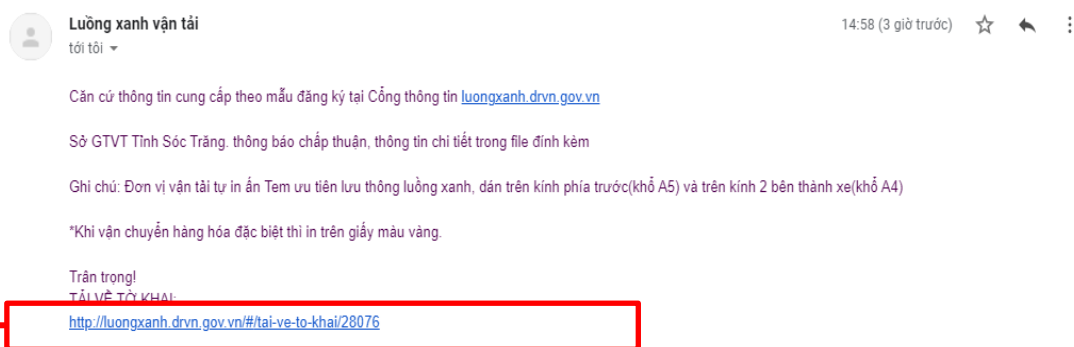 Luồng xanh vận tải
14:58 (3 giờ trước)
tới tôi
Căn cứ thông tin cung cấp theo mẫu đăng ký tại Cổng thông tin luongxanh.drvn.gov.vn
Sở GTVT Tỉnh Sóc Trăng. thông báo chấp thuận, thông tin chi tiết trong file đính kèm
Ghi chú: Đơn vị vận tải tự in ấn Tem ưu tiên lưu thông luồng xanh, dán trên kính phía trước(khổ A5) và trên kính 2 bên thành xe(khổ A4)
*Khi vận chuyển hàng hóa đặc biệt thì in trên giấy màu vàng.
Trân trọng!
TẢI VỀ TỜ KHAI:
http://luongxanh.drvn.gov.vn/#/tai-ve-to-khai/28076